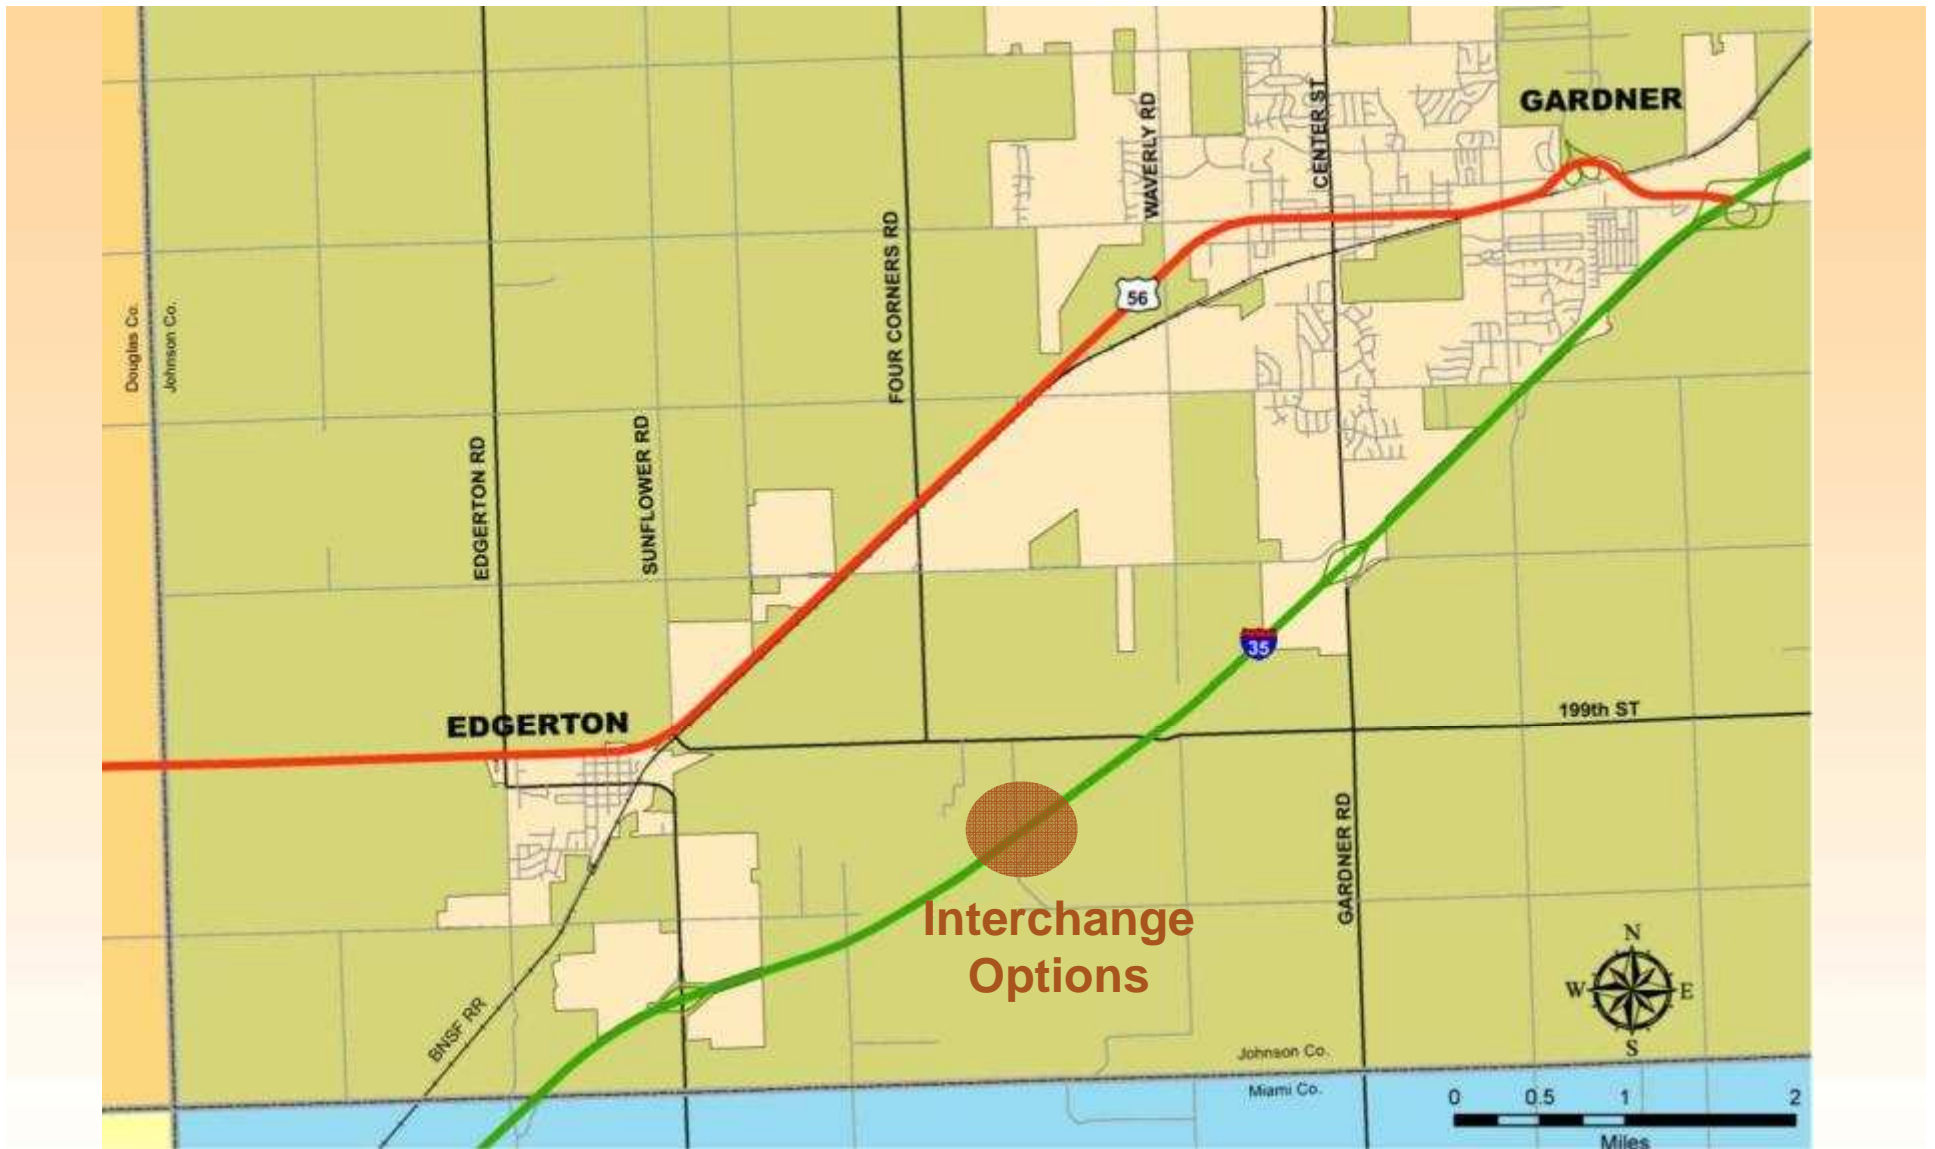 GARDNER
CENTER ST
WAVERLY RD
FOUR CORNERS RD
56
Douglas Co.
Johnson Co.
SUNFLOWER RD
EDGERTON RD
35
199th ST
EDGERTON
GARDNER RD
Interchange
Options
BNSF RR
N
W
E
S
Johnson Co.
Miami Co.
0
0.5
1
2
Miles